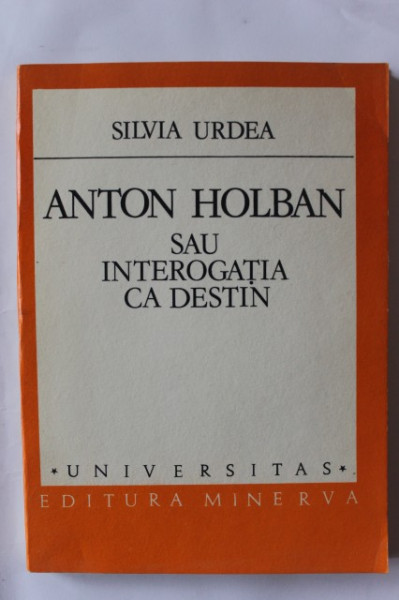 SILVIA URDEA
ANTON HOLBAN
SAU
INTEROGAȚIA
CA DESTIN
* UNIVERSITAS *
EDITURA MINERVA